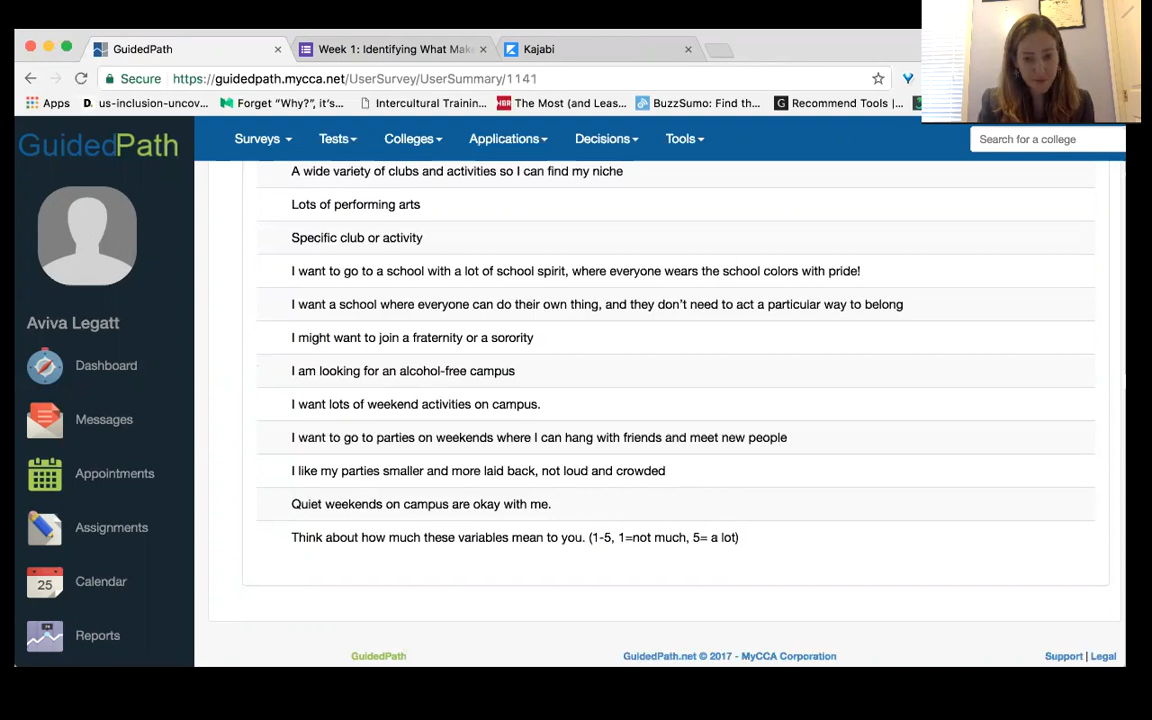 GuidedPath
Week 1: Identifying What Mak
Kajabi
Secure
https://guidedpath.mycca.net/UserSurvey/UserSummary/1141
Apps
us-inclusion-uncov...
Forget “Why?”, it's...
Intercultural Trainin...
HBR
The Most (and Leas...
BuzzSumo: Find th...
Recommend Tools |...
GuidedPath
Surveys
Tests
Colleges
Applications
Decisions
Tools
Search for a college
Aviva Legatt
Dashboard
Messages
Appointments
Assignments
25
Calendar
Reports
A wide variety of clubs and activities so I can find my niche
Lots of performing arts
Specific club or activity
I want to go to a school with a lot of school spirit, where everyone wears the school colors with pride!
I want a school where everyone can do their own thing, and they don't need to act a particular way to belong
I might want to join a fraternity or a sorority
I am looking for an alcohol-free campus
I want lots of weekend activities on campus.
I want to go to parties on weekends where I can hang with friends and meet new people
I like my parties smaller and more laid back, not loud and crowded
Quiet weekends on campus are okay with me.
Think about how much these variables mean to you. (1-5, 1=not much, 5= a lot)
GuidedPath
GuidedPath.net © 2017 - MyCCA Corporation
Support | Legal